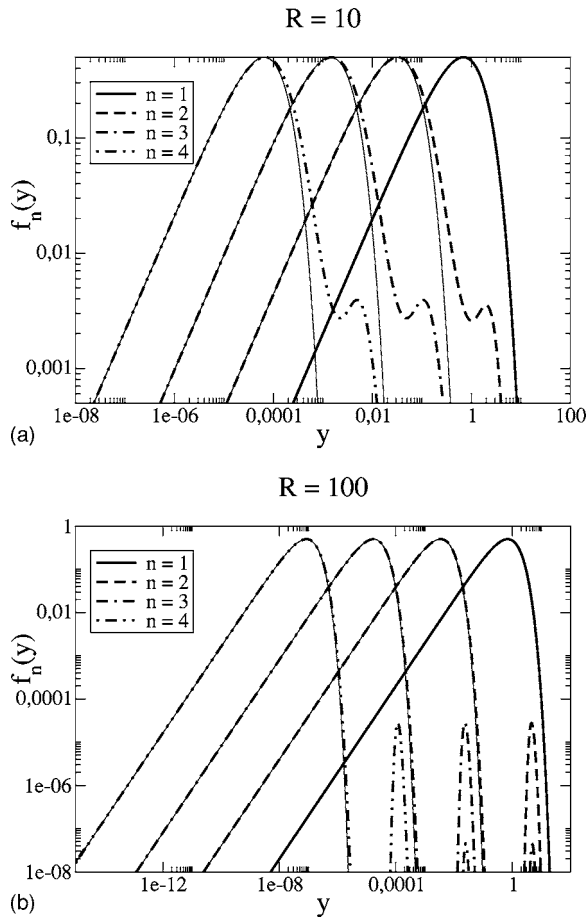 R = 10
n = 1
n = 2
n = 3
n = 4
f_n(y)
0,1
0,01
0,001
1e-08 1e-06 0,0001 0,01 1 100
(a) y
R = 100
n = 1
n = 2
n = 3
n = 4
f_n(y)
1
0,01
0,0001
1e-06
1e-08
1e-12 1e-08 0,0001 1
(b) y